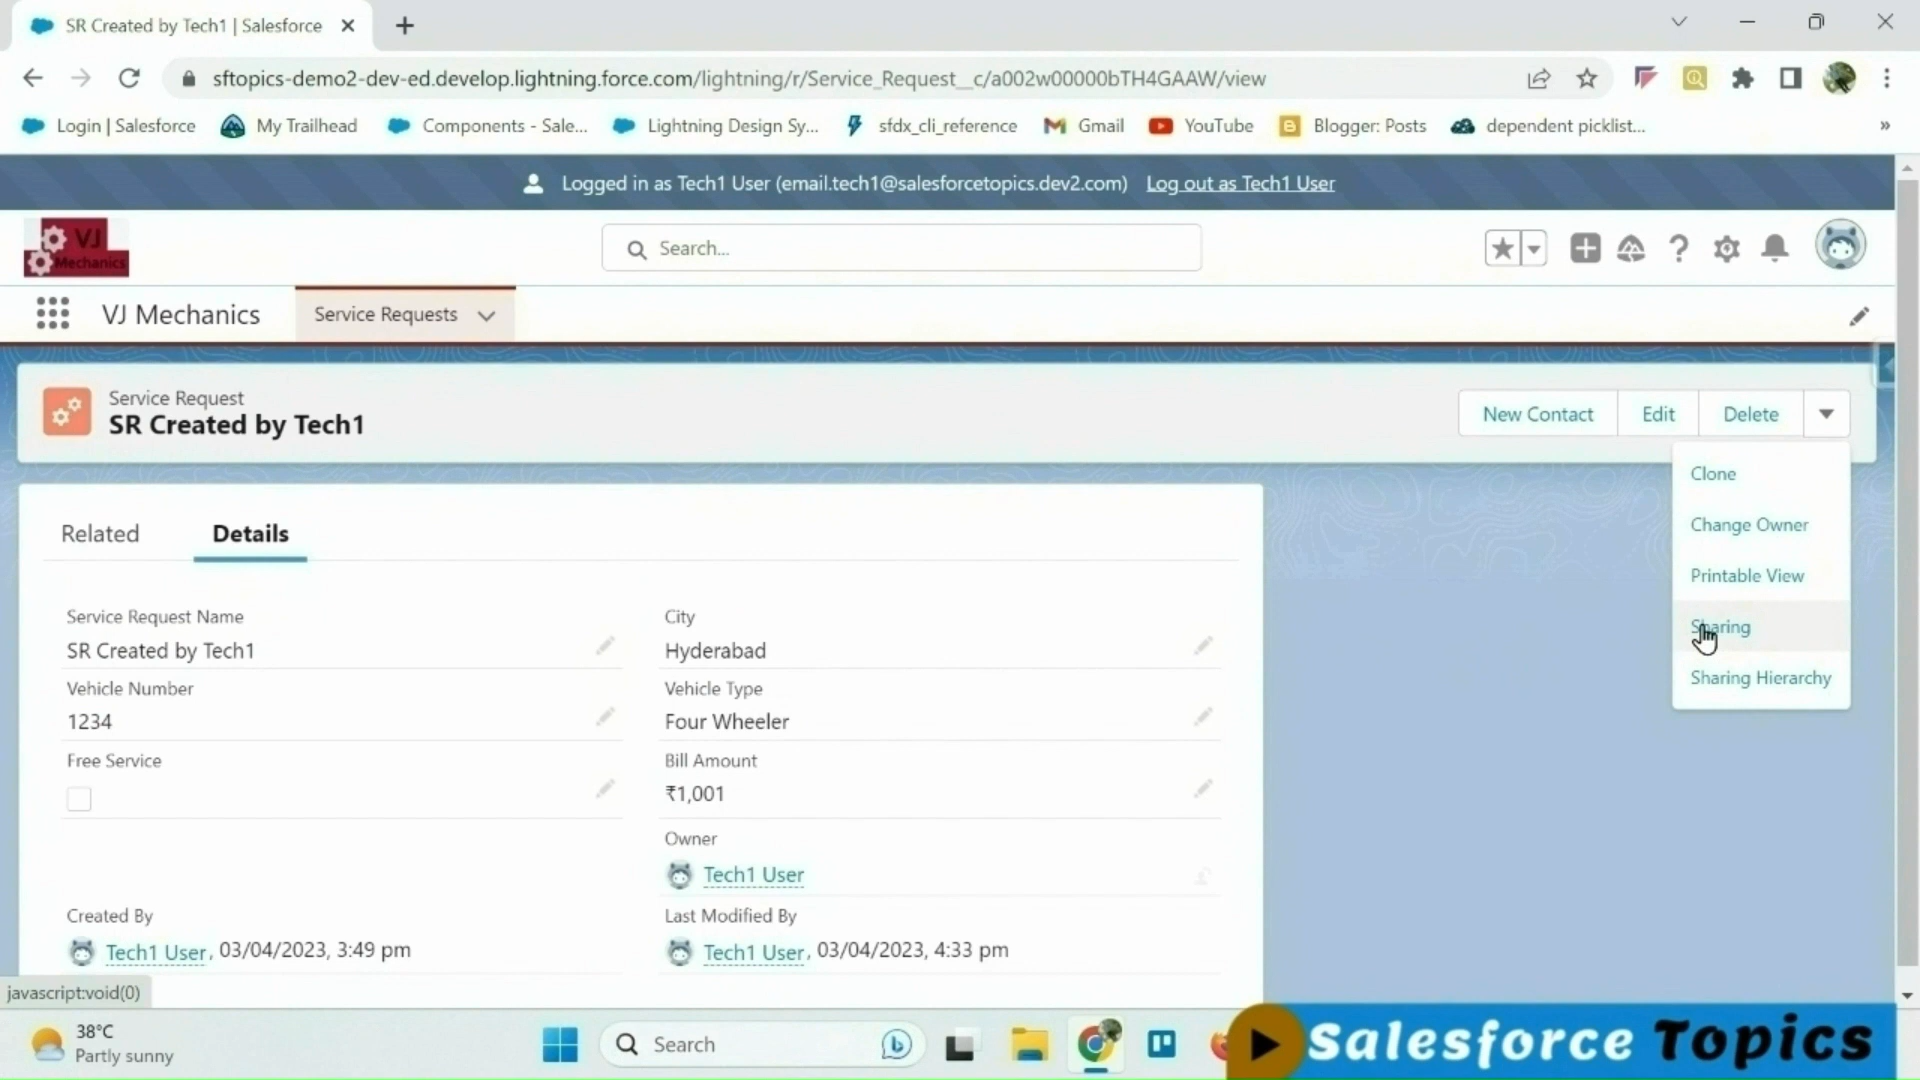 SR Created by Tech1 | Salesforce
sftopics-demo2-dev-ed.develop.lightning.force.com/lightning/r/Service_Request__c/a002w00000bTH4GAAW/view
Login | Salesforce My Trailhead Components - Sale... Lightning Design Sy... sfdx_cli_reference Gmail YouTube Blogger: Posts dependent picklist... »
Logged in as Tech1 User (email.tech1@salesforcetopics.dev2.com) Log out as Tech1 User
VJ
Mechanics
Search...
VJ Mechanics Service Requests
Service Request
SR Created by Tech1
New Contact Edit Delete
Clone
Change Owner
Printable View
Sharing
Sharing Hierarchy
Related Details
Service Request Name City
SR Created by Tech1 Hyderabad
Vehicle Number Vehicle Type
1234 Four Wheeler
Free Service Bill Amount
₹1,001
Owner
Tech1 User
Created By Last Modified By
Tech1 User, 03/04/2023, 3:49 pm Tech1 User, 03/04/2023, 4:33 pm
javascript:void(0)
38°C
Partly sunny
Search
Salesforce Topics